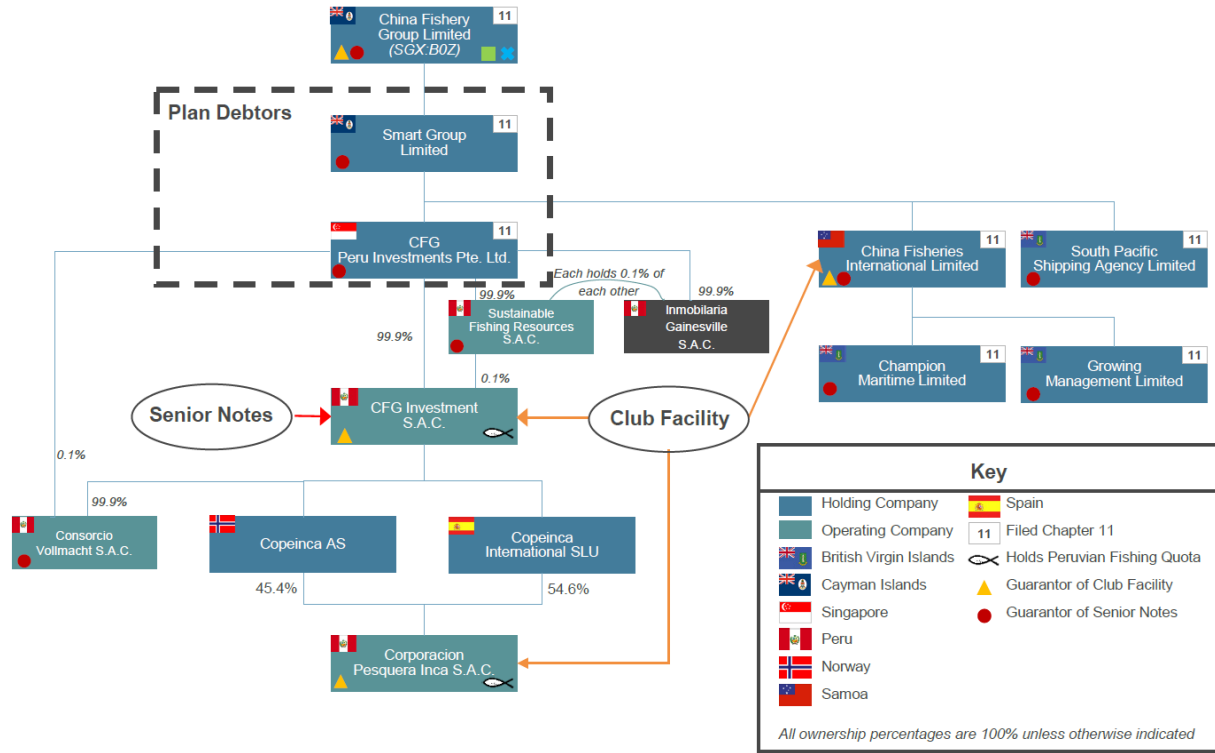 China Fishery
Group Limited
(SGX:B0Z)
11
Plan Debtors
Smart Group
Limited
11
CFG
Peru Investments Pte. Ltd.
11
China Fisheries
International Limited
11
South Pacific
Shipping Agency Limited
11
Each holds 0.1% of
each other
99.9%
99.9%
Sustainable
Fishing Resources
S.A.C.
Inmobilaria
Gainesville
S.A.C.
99.9%
0.1%
Champion
Maritime Limited
11
Growing
Management Limited
11
Senior Notes
CFG Investment
S.A.C.
Club Facility
0.1%
99.9%
Consorcio
Vollmacht S.A.C.
Copeinca AS
Copeinca
International SLU
45.4%
54.6%
Corporacion
Pesquera Inca S.A.C.
Key
Holding Company
Operating Company
British Virgin Islands
Cayman Islands
Singapore
Peru
Norway
Samoa
Spain
11
Filed Chapter 11
Holds Peruvian Fishing Quota
Guarantor of Club Facility
Guarantor of Senior Notes
All ownership percentages are 100% unless otherwise indicated